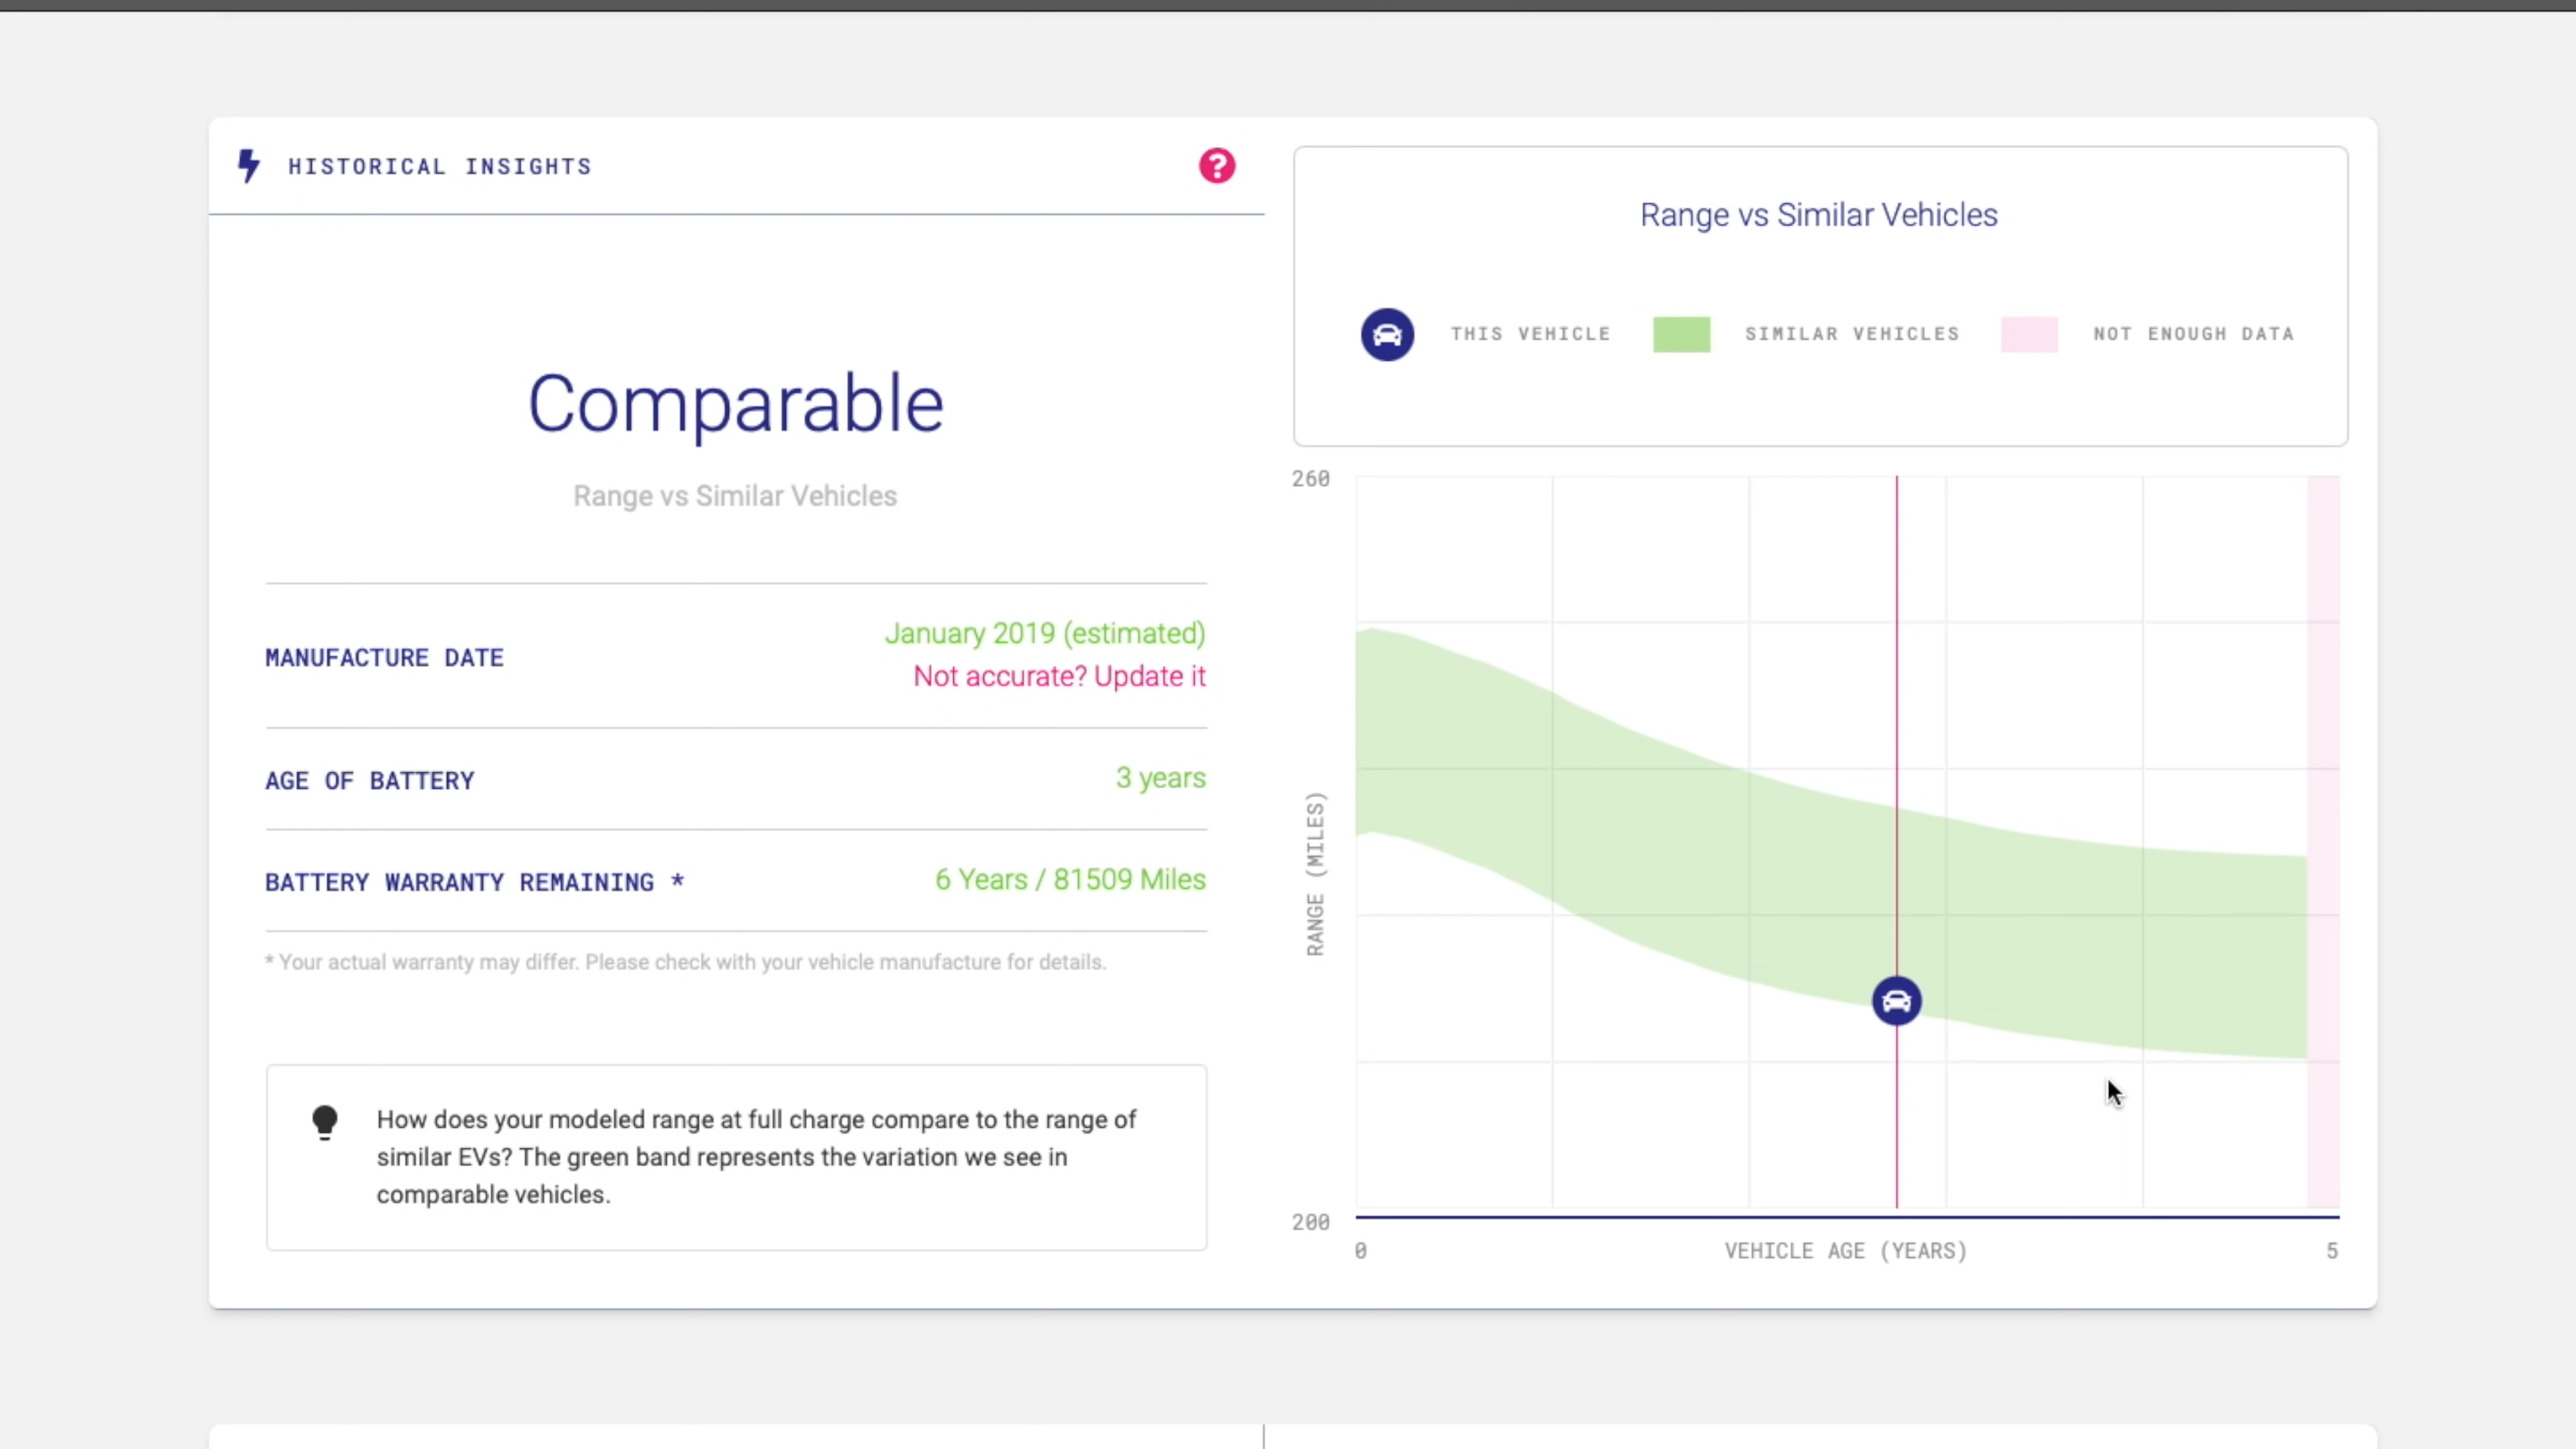 HISTORICAL INSIGHTS
?
Comparable
Range vs Similar Vehicles
MANUFACTURE DATE
January 2019 (estimated)
Not accurate? Update it
AGE OF BATTERY
3 years
BATTERY WARRANTY REMAINING *
6 Years / 81509 Miles
* Your actual warranty may differ. Please check with your vehicle manufacture for details.
How does your modeled range at full charge compare to the range of
similar EVs? The green band represents the variation we see in
comparable vehicles.
Range vs Similar Vehicles
THIS VEHICLE
SIMILAR VEHICLES
NOT ENOUGH DATA
260
RANGE (MILES)
200
0
VEHICLE AGE (YEARS)
5